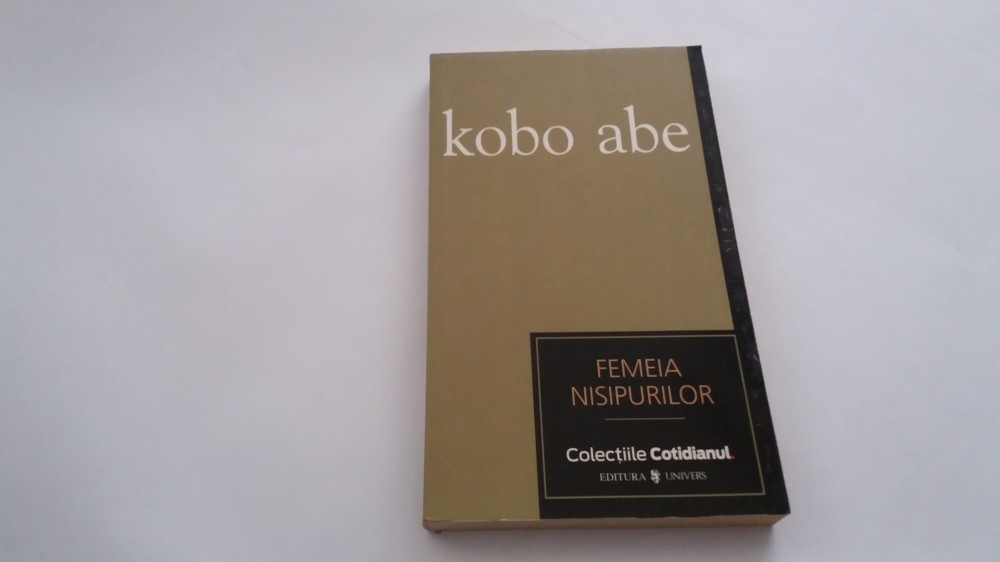 kobo abe
FEMEIA
NISIPURILOR
Colecțiile Cotidianul.
EDITURA UNIVERS